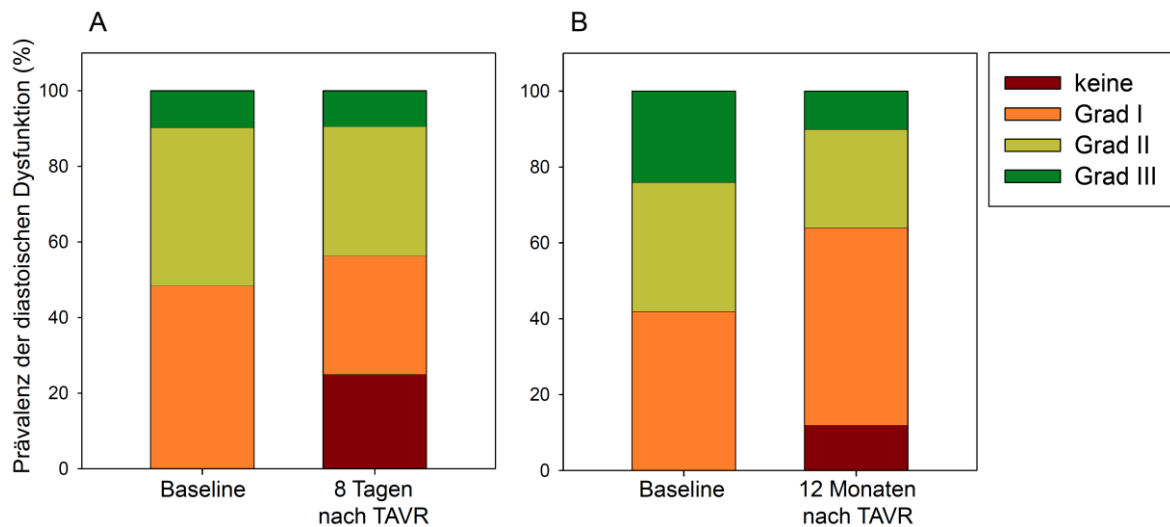 A
Prävalenz der diastoischen Dysfunktion (%)
100
80
60
40
20
0
Baseline
8 Tagen
nach TAVR
B
100
80
60
40
20
0
Baseline
12 Monaten
nach TAVR
keine
Grad I
Grad II
Grad III